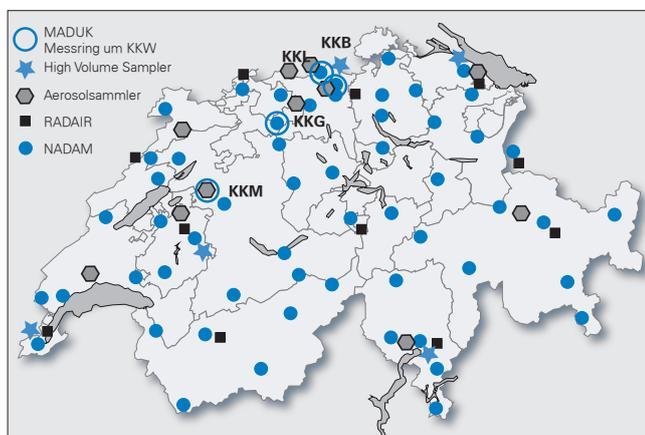 MADUK
Messring um KKW
High Volume Sampler
Aerosolsammler
RADAIR
NADAM
KKB
KKL
KKG
KKM